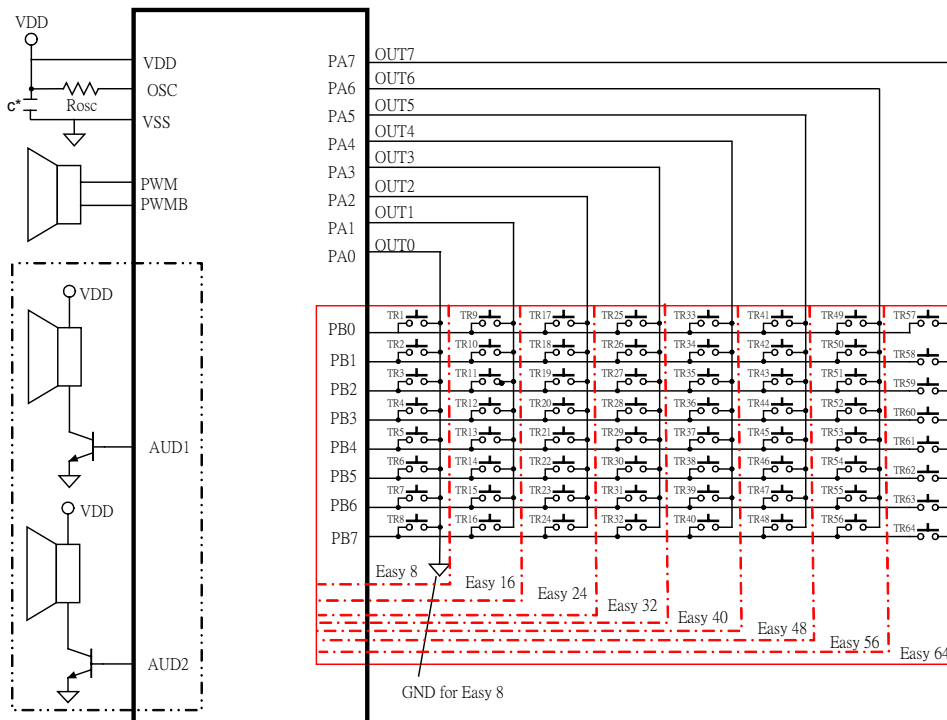 VDD
VDD
OSC
C*
Rosc
VSS
PWM
PWMB
VDD
AUD1
VDD
AUD2
PA7 OUT7
PA6 OUT6
PA5 OUT5
PA4 OUT4
PA3 OUT3
PA2 OUT2
PA1 OUT1
PA0 OUT0
PB0 TR1 TR9 TR17 TR25 TR33 TR41 TR49 TR57
PB1 TR2 TR10 TR18 TR26 TR34 TR42 TR50 TR58
PB2 TR3 TR11 TR19 TR27 TR35 TR43 TR51 TR59
PB3 TR4 TR12 TR20 TR28 TR36 TR44 TR52 TR60
PB4 TR5 TR13 TR21 TR29 TR37 TR45 TR53 TR61
PB5 TR6 TR14 TR22 TR30 TR38 TR46 TR54 TR62
PB6 TR7 TR15 TR23 TR31 TR39 TR47 TR55 TR63
PB7 TR8 TR16 TR24 TR32 TR40 TR48 TR56 TR64
Easy 8
Easy 16
Easy 24
Easy 32
Easy 40
Easy 48
Easy 56
Easy 64
GND for Easy 8